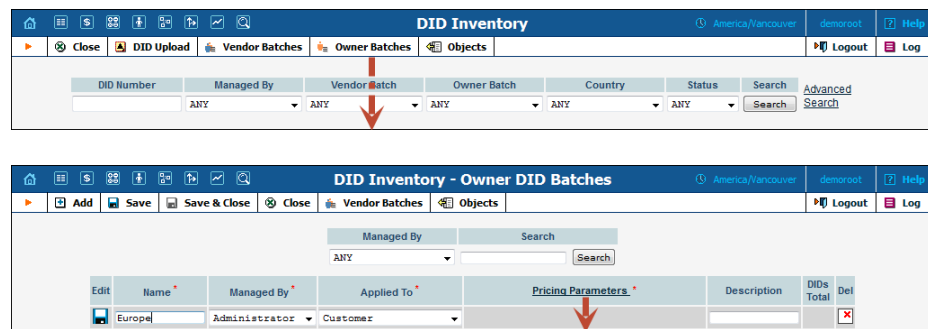 DID Inventory America/Vancouver demoroot ? Help
Close DID Upload Vendor Batches Owner Batches Objects Logout Log
DID Number Managed By Vendor Batch Owner Batch Country Status Search Advanced Search
ANY ANY ANY ANY ANY Search
DID Inventory - Owner DID Batches America/Vancouver demoroot ? Help
Add Save Save & Close Close Vendor Batches Objects Logout Log
Managed By Search
ANY Search
Edit Name * Managed By * Applied To * Pricing Parameters * Description DIDs Total Del
Europe Administrator Customer